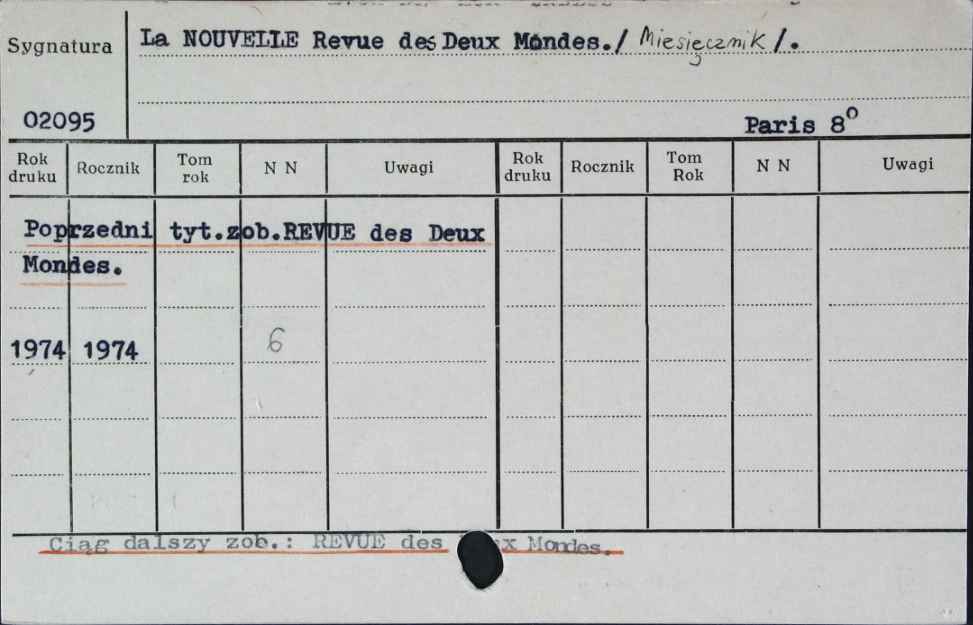 Sygnatura
La NOUVELLE Revue des Deux Mondes./ Miesięcznik /.
02095
Paris 8°
Rok druku Rocznik Tom rok N N Uwagi Rok druku Rocznik Tom Rok N N Uwagi
Poprzedni tyt.zob.REVUE des Deux
Mondes.
1974 1974 6
Ciąg dalszy zob.: REVUE des x Mondes.